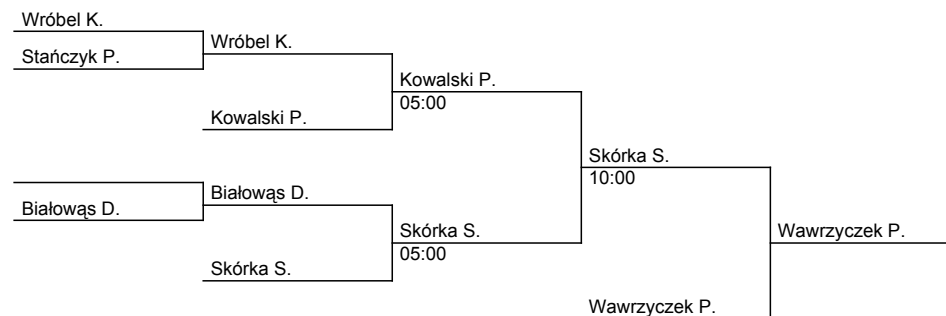 Wróbel K.
Stańczyk P.
Wróbel K.
Kowalski P.
05:00
Kowalski P.
Skórka S.
10:00
Białowąs D.
Białowąs D.
Skórka S.
05:00
Wawrzyczek P.
Skórka S.
Wawrzyczek P.